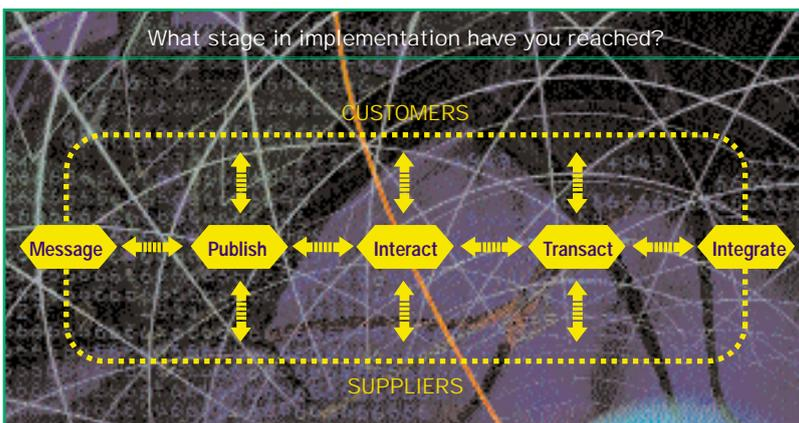 What stage in implementation have you reached?
CUSTOMERS
Message Publish Interact Transact Integrate
SUPPLIERS